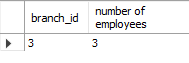 branch_id number of
employees
3 3